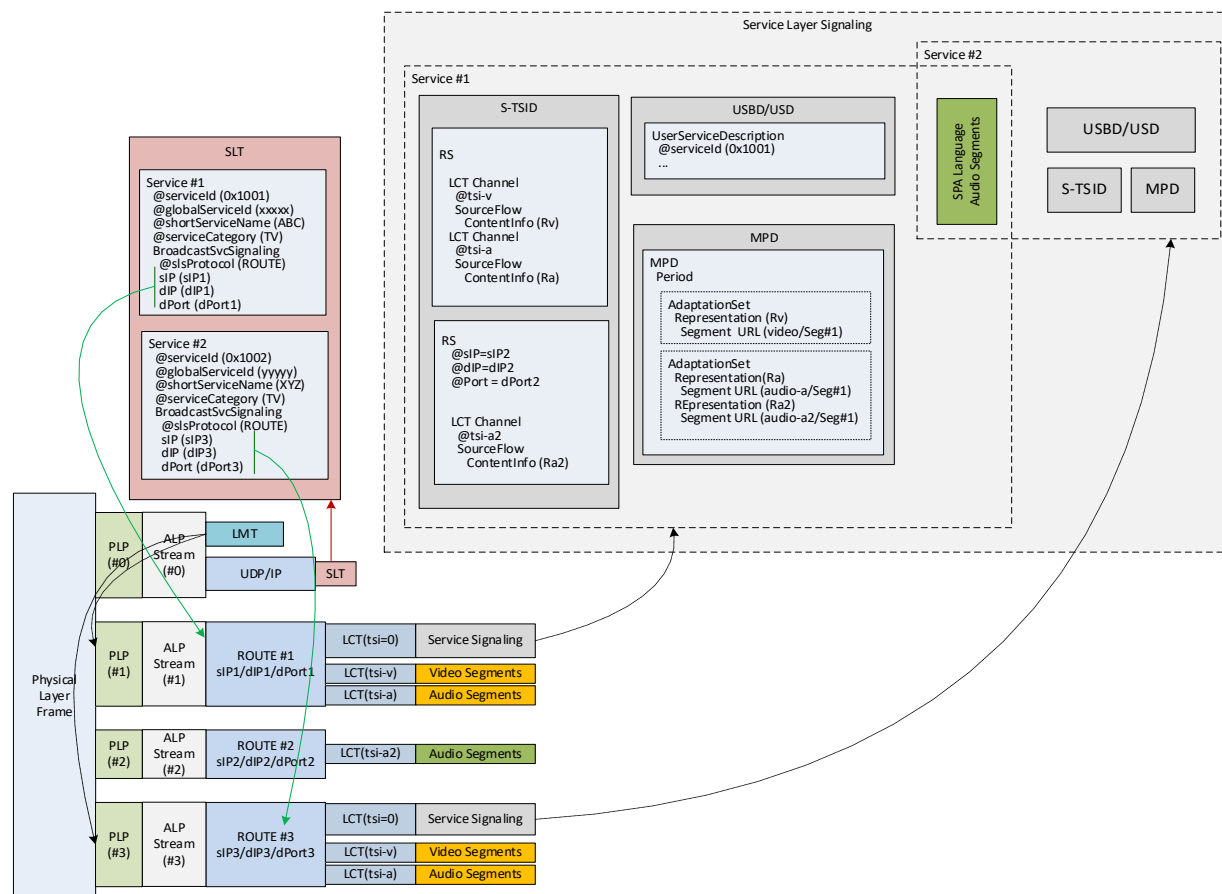 Service Layer Signaling
Service #2
Service #1
S-TSID
RS
LCT Channel
@tsi-v
SourceFlow
ContentInfo (Rv)
LCT Channel
@tsi-a
SourceFlow
ContentInfo (Ra)
RS
@sIP=sIP2
@dIP=dIP2
@Port = dPort2
LCT Channel
@tsi-a2
SourceFlow
ContentInfo (Ra2)
USBD/USD
UserServiceDescription
@serviceId (0x1001)
...
MPD
MPD
Period
AdaptationSet
Representation (Rv)
Segment URL (video/Seg#1)
AdaptationSet
Representation(Ra)
Segment URL (audio-a/Seg#1)
REpresentation (Ra2)
Segment URL (audio-a2/Seg#1)
SPA Language
Audio Segments
USBD/USD
S-TSID
MPD
SLT
Service #1
@serviceId (0x1001)
@globalServiceId (xxxxx)
@shortServiceName (ABC)
@serviceCategory (TV)
BroadcastSvcSignaling
@slsProtocol (ROUTE)
sIP (sIP1)
dIP (dIP1)
dPort (dPort1)
Service #2
@serviceId (0x1002)
@globalServiceId (yyyyy)
@shortServiceName (XYZ)
@serviceCategory (TV)
BroadcastSvcSignaling
@slsProtocol (ROUTE)
sIP (sIP3)
dIP (dIP3)
dPort (dPort3)
Physical
Layer
Frame
PLP
(#0)
ALP
Stream
(#0)
LMT
UDP/IP
SLT
PLP
(#1)
ALP
Stream
(#1)
ROUTE #1
sIP1/dIP1/dPort1
LCT(tsi=0)
Service Signaling
LCT(tsi-v)
Video Segments
LCT(tsi-a)
Audio Segments
PLP
(#2)
ALP
Stream
(#2)
ROUTE #2
sIP2/dIP2/dPort2
LCT(tsi-a2)
Audio Segments
PLP
(#3)
ALP
Stream
(#3)
ROUTE #3
sIP3/dIP3/dPort3
LCT(tsi=0)
Service Signaling
LCT(tsi-v)
Video Segments
LCT(tsi-a)
Audio Segments